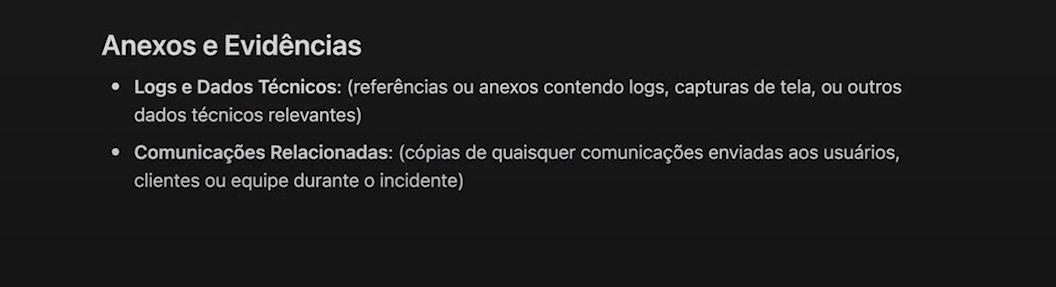 Anexos e Evidências
• Logs e Dados Técnicos: (referências ou anexos contendo logs, capturas de tela, ou outros
dados técnicos relevantes)
• Comunicações Relacionadas: (cópias de quaisquer comunicações enviadas aos usuários,
clientes ou equipe durante o incidente)